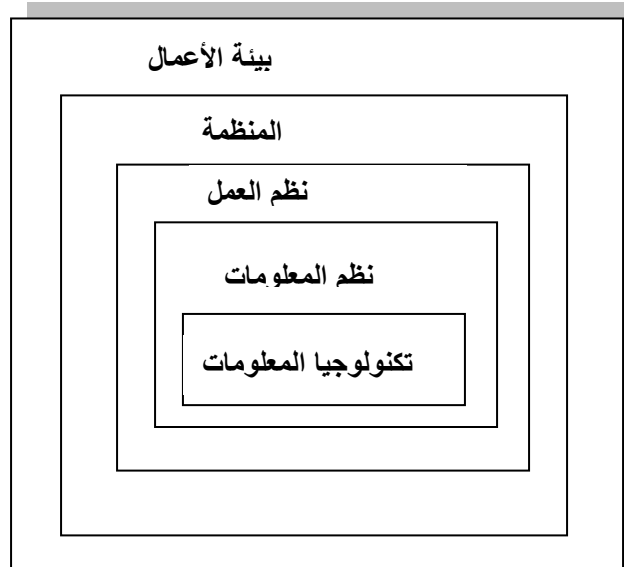 بيئة الأعمال
المنظمة
نظم العمل
نظم المعلومات
تكنولوجيا المعلومات